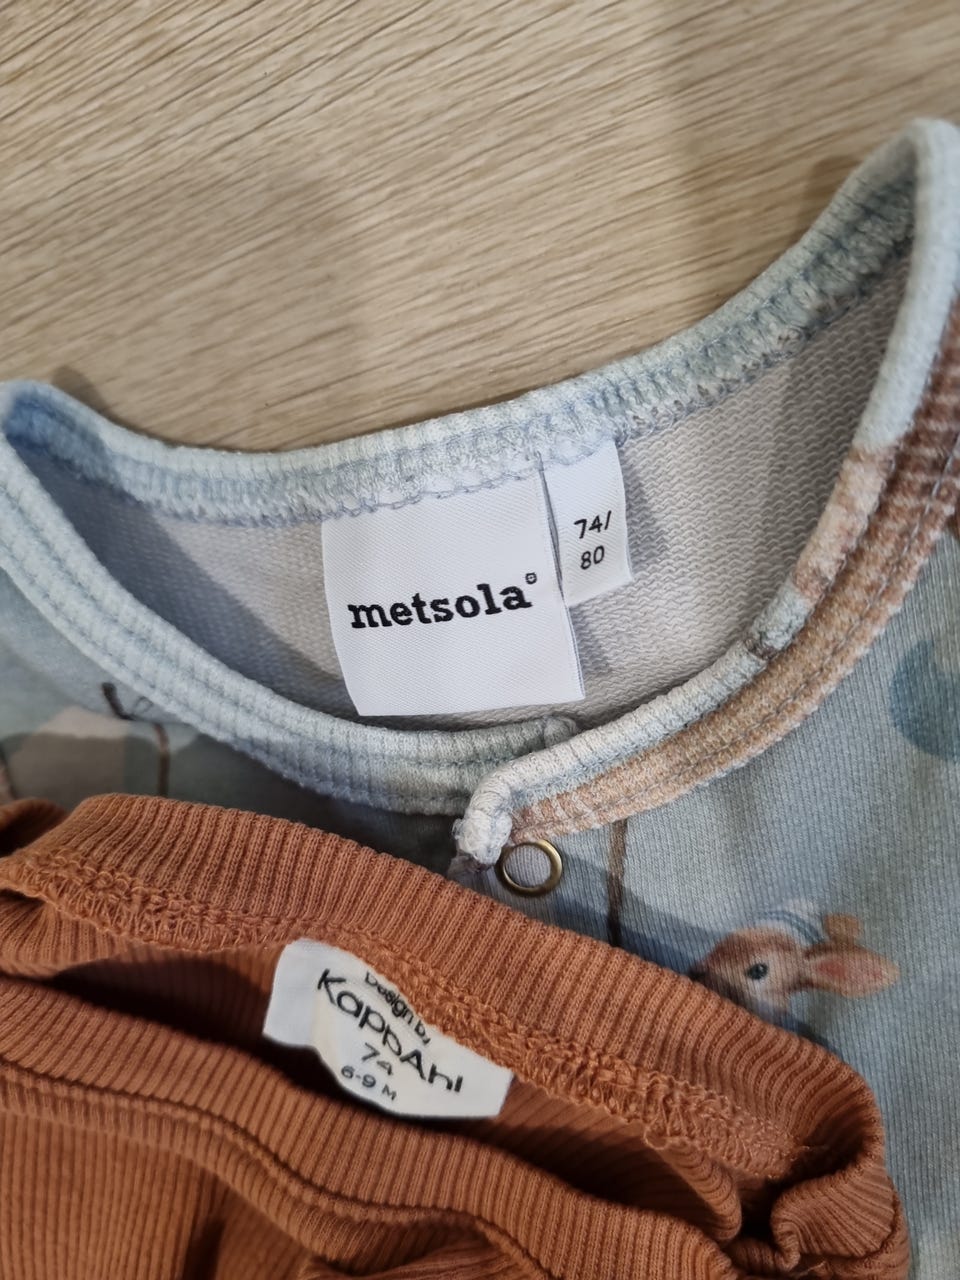 metsola
74/
80
Design by
KappAhl
74
6-9 M